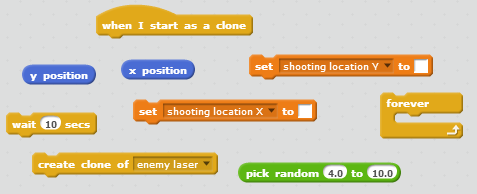 when I start as a clone
y position
x position
set shooting location Y to
set shooting location X to
forever
wait 10 secs
create clone of enemy laser
pick random 4.0 to 10.0